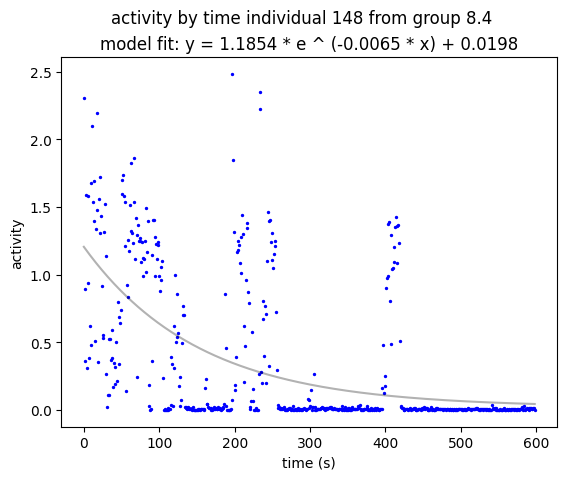 activity by time individual 148 from group 8.4
model fit: y = 1.1854 * e ^ (-0.0065 * x) + 0.0198
2.5
2.0
1.5
1.0
0.5
0.0
activity
0 100 200 300 400 500 600
time (s)